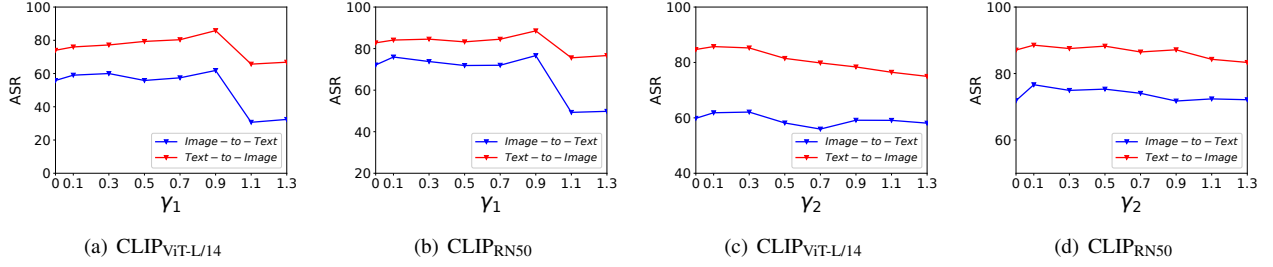 100
80
60
40
20
0
ASR
0 0.1 0.3 0.5 0.7 0.9 1.1 1.3
γ1
Image − to − Text
Text − to − Image
(a) CLIPViT-L/14
100
80
60
40
20
ASR
0 0.1 0.3 0.5 0.7 0.9 1.1 1.3
γ1
Image − to − Text
Text − to − Image
(b) CLIPRN50
100
80
60
40
ASR
0 0.1 0.3 0.5 0.7 0.9 1.1 1.3
γ2
Image − to − Text
Text − to − Image
(c) CLIPViT-L/14
100
80
60
ASR
0 0.1 0.3 0.5 0.7 0.9 1.1 1.3
γ2
Image − to − Text
Text − to − Image
(d) CLIPRN50